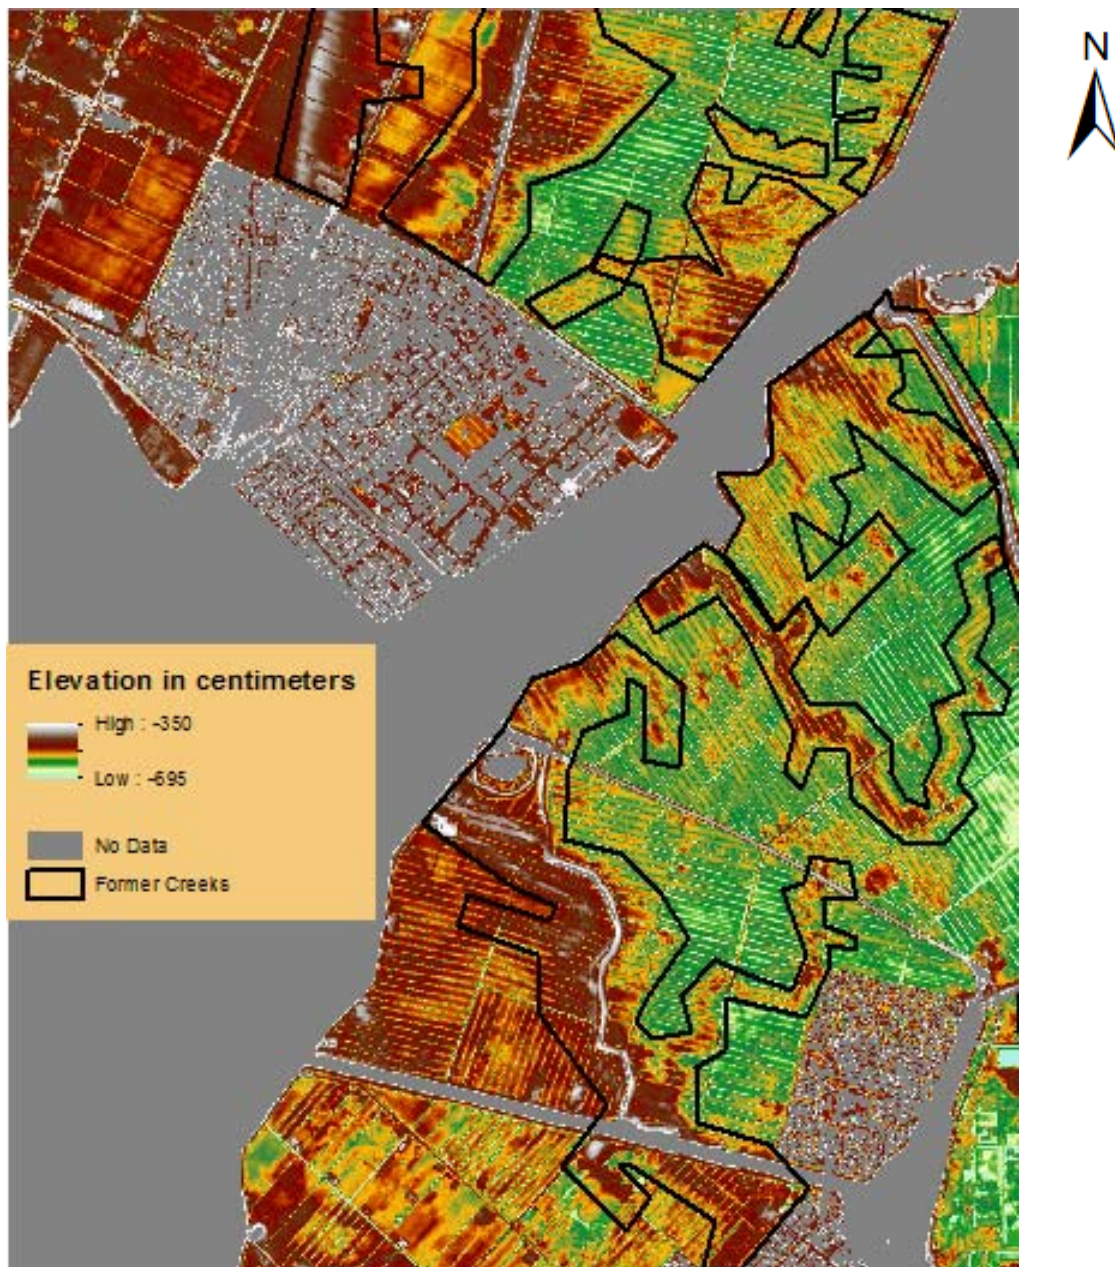 N
Elevation in centimeters
High : -350
Low : -695
No Data
Former Creeks